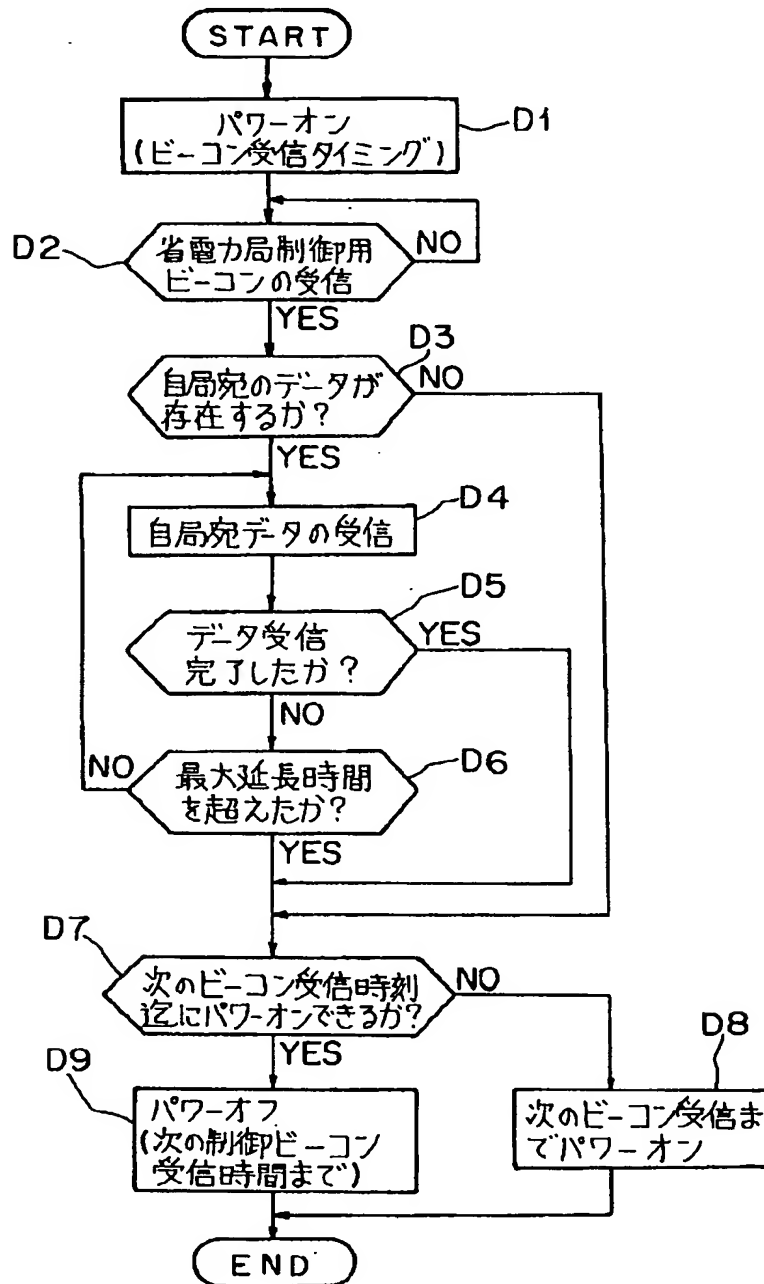 START
パワーオン
(ビーコン受信タイミング)
D1
D2
省電力局制御用
ビーコンの受信
NO
YES
D3
自局宛のデータが
存在するか?
NO
YES
D4
自局宛データの受信
D5
データ受信
完了したか?
YES
NO
NO
最大延長時間
を超えたか?
D6
YES
D7
次のビーコン受信時刻
迄にパワーオンできるか?
NO
YES
D8
D9
パワーオフ
(次の制御ビーコン
受信時間まで)
次のビーコン受信ま
でパワーオン
END